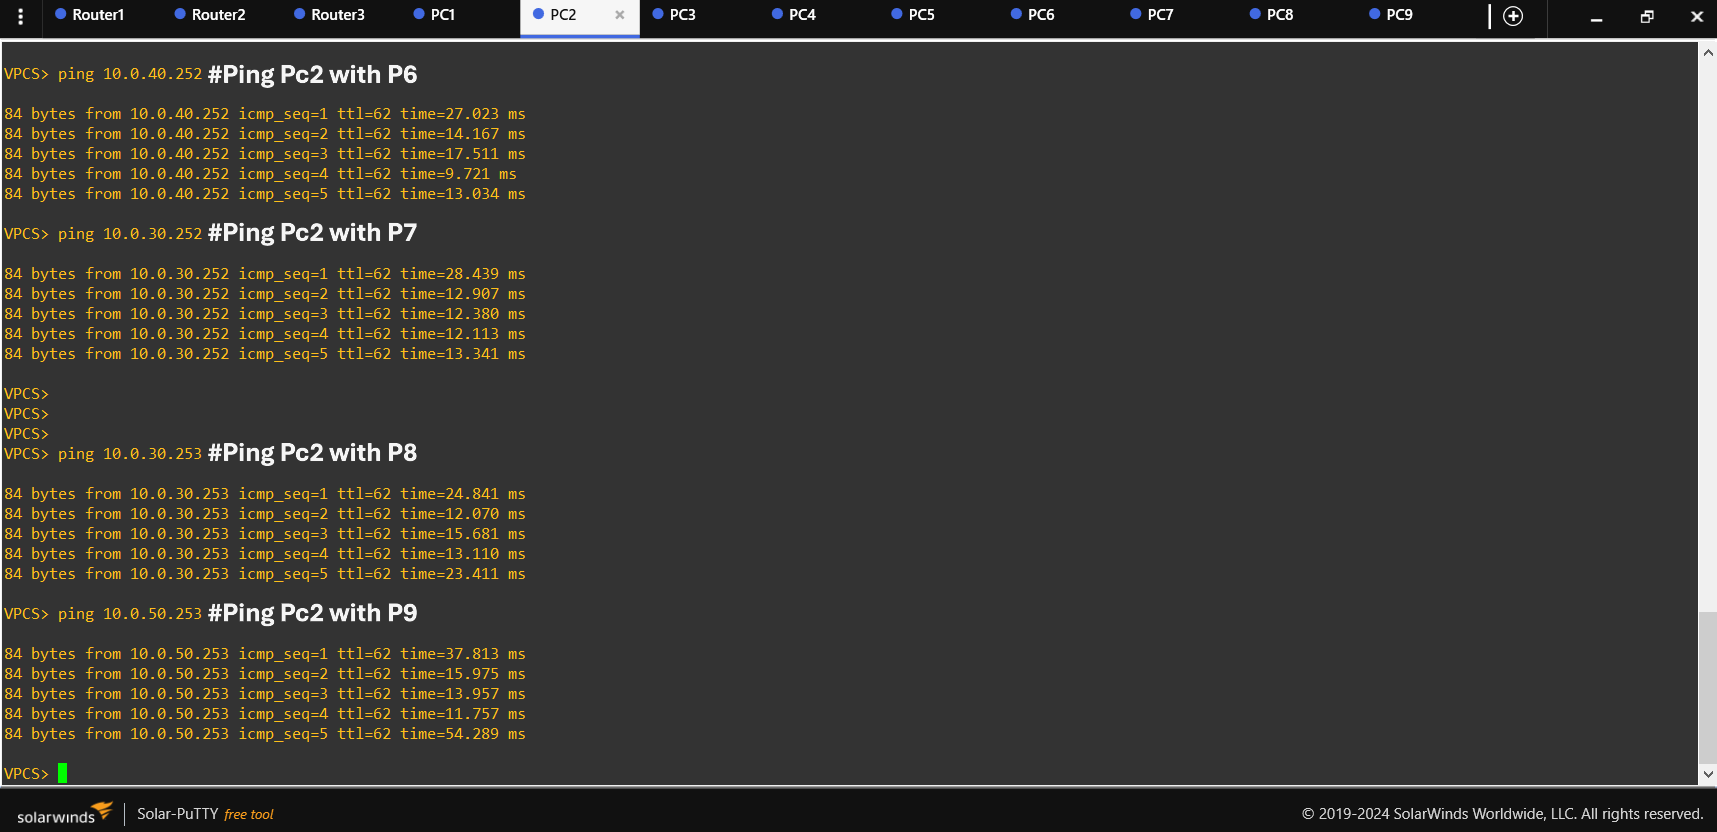 Router1 Router2 Router3 PC1 PC2 PC3 PC4 PC5 PC6 PC7 PC8 PC9
VPCS> ping 10.0.40.252 #Ping Pc2 with P6
84 bytes from 10.0.40.252 icmp_seq=1 ttl=62 time=27.023 ms
84 bytes from 10.0.40.252 icmp_seq=2 ttl=62 time=14.167 ms
84 bytes from 10.0.40.252 icmp_seq=3 ttl=62 time=17.511 ms
84 bytes from 10.0.40.252 icmp_seq=4 ttl=62 time=9.721 ms
84 bytes from 10.0.40.252 icmp_seq=5 ttl=62 time=13.034 ms
VPCS> ping 10.0.30.252 #Ping Pc2 with P7
84 bytes from 10.0.30.252 icmp_seq=1 ttl=62 time=28.439 ms
84 bytes from 10.0.30.252 icmp_seq=2 ttl=62 time=12.907 ms
84 bytes from 10.0.30.252 icmp_seq=3 ttl=62 time=12.380 ms
84 bytes from 10.0.30.252 icmp_seq=4 ttl=62 time=12.113 ms
84 bytes from 10.0.30.252 icmp_seq=5 ttl=62 time=13.341 ms
VPCS>
VPCS>
VPCS>
VPCS> ping 10.0.30.253 #Ping Pc2 with P8
84 bytes from 10.0.30.253 icmp_seq=1 ttl=62 time=24.841 ms
84 bytes from 10.0.30.253 icmp_seq=2 ttl=62 time=12.070 ms
84 bytes from 10.0.30.253 icmp_seq=3 ttl=62 time=15.681 ms
84 bytes from 10.0.30.253 icmp_seq=4 ttl=62 time=13.110 ms
84 bytes from 10.0.30.253 icmp_seq=5 ttl=62 time=23.411 ms
VPCS> ping 10.0.50.253 #Ping Pc2 with P9
84 bytes from 10.0.50.253 icmp_seq=1 ttl=62 time=37.813 ms
84 bytes from 10.0.50.253 icmp_seq=2 ttl=62 time=15.975 ms
84 bytes from 10.0.50.253 icmp_seq=3 ttl=62 time=13.957 ms
84 bytes from 10.0.50.253 icmp_seq=4 ttl=62 time=11.757 ms
84 bytes from 10.0.50.253 icmp_seq=5 ttl=62 time=54.289 ms
VPCS>
solarwinds Solar-PuTTY free tool © 2019-2024 SolarWinds Worldwide, LLC. All rights reserved.